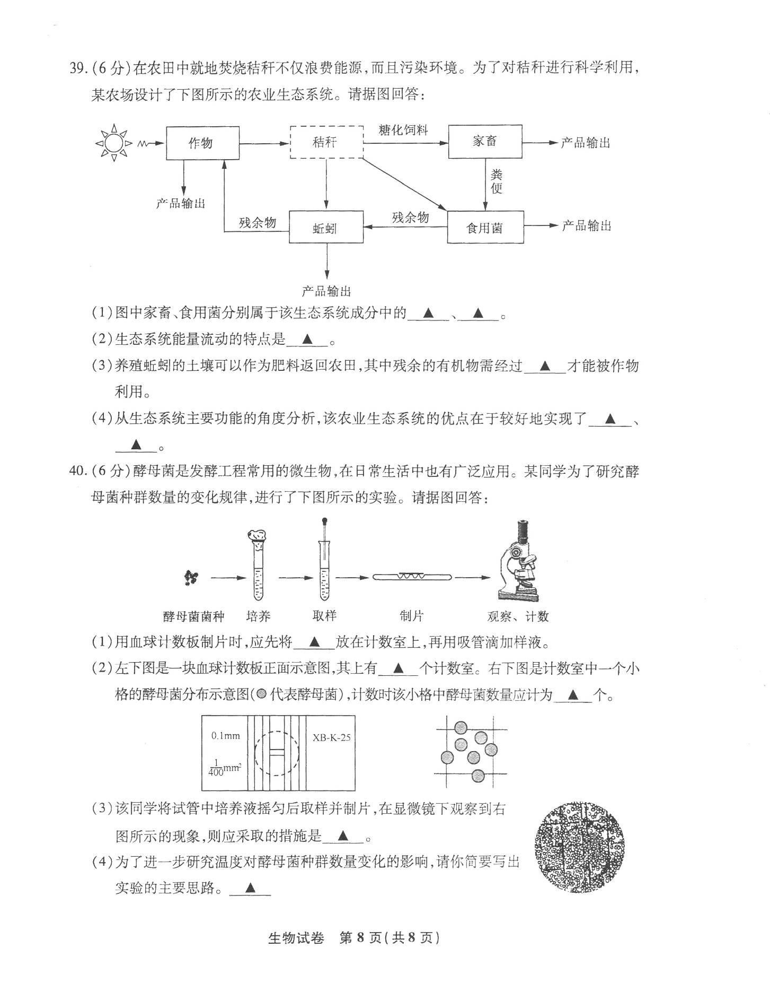 39.(6分)在农田中就地焚烧秸秆不仅浪费能源,而且污染环境。为了对秸秆进行科学利用,
某农场设计了下图所示的农业生态系统。请据图回答:
作物
秸秆
糖化饲料
家畜
产品输出
粪便
产品输出
残余物
蚯蚓
残余物
食用菌
产品输出
产品输出
(1)图中家畜、食用菌分别属于该生态系统成分中的 ▲ 、 ▲ 。
(2)生态系统能量流动的特点是 ▲ 。
(3)养殖蚯蚓的土壤可以作为肥料返回农田,其中残余的有机物需经过 ▲ 才能被作物
利用。
(4)从生态系统主要功能的角度分析,该农业生态系统的优点在于较好地实现了 ▲ 、
▲ 。
40.(6分)酵母菌是发酵工程常用的微生物,在日常生活中也有广泛应用。某同学为了研究酵
母菌种群数量的变化规律,进行了下图所示的实验。请据图回答:
酵母菌菌种 培养 取样 制片 观察、计数
(1)用血球计数板制片时,应先将 ▲ 放在计数室上,再用吸管滴加样液。
(2)左下图是一块血球计数板正面示意图,其上有 ▲ 个计数室。右下图是计数室中一个小
格的酵母菌分布示意图(●代表酵母菌),计数时该小格中酵母菌数量应计为 ▲ 个。
0.1mm XB-K-25
1/400 mm²
(3)该同学将试管中培养液摇匀后取样并制片,在显微镜下观察到右
图所示的现象,则应采取的措施是 ▲ 。
(4)为了进一步研究温度对酵母菌种群数量变化的影响,请你简要写出
实验的主要思路。 ▲
生物试卷 第8页(共8页)